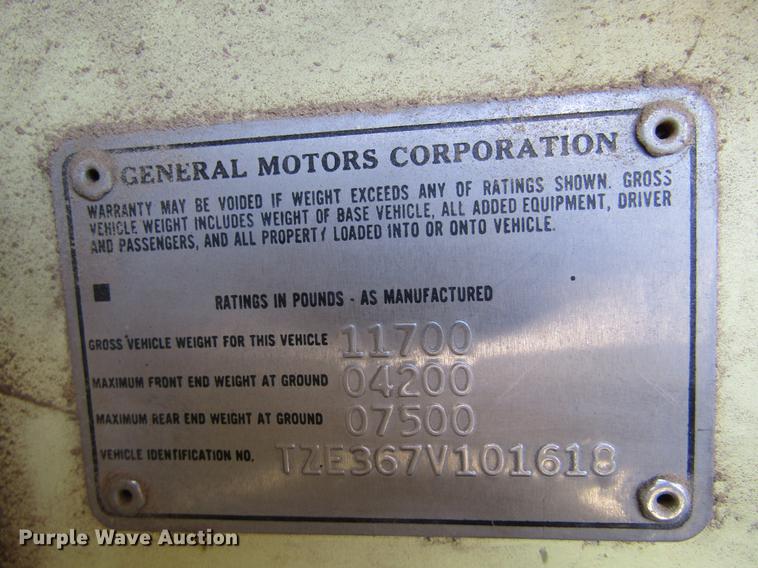 GENERAL MOTORS CORPORATION
WARRANTY MAY BE VOIDED IF WEIGHT EXCEEDS ANY OF RATINGS SHOWN. GROSS
VEHICLE WEIGHT INCLUDES WEIGHT OF BASE VEHICLE, ALL ADDED EQUIPMENT, DRIVER
AND PASSENGERS, AND ALL PROPERTY LOADED INTO OR ONTO VEHICLE.
RATINGS IN POUNDS - AS MANUFACTURED
GROSS VEHICLE WEIGHT FOR THIS VEHICLE 11700
MAXIMUM FRONT END WEIGHT AT GROUND 04200
MAXIMUM REAR END WEIGHT AT GROUND 07500
VEHICLE IDENTIFICATION NO. TZE367V101618
Purple Wave Auction